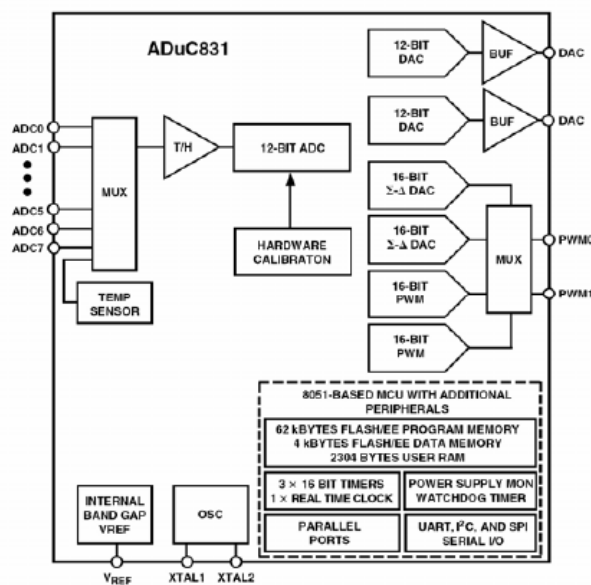 ADuC831
12-BIT
DAC
BUF
DAC
12-BIT
DAC
BUF
DAC
ADC0
ADC1
ADC5
ADC6
ADC7
MUX
T/H
12-BIT ADC
HARDWARE
CALIBRATON
TEMP
SENSOR
16-BIT
Σ-Δ DAC
16-BIT
Σ-Δ DAC
16-BIT
PWM
16-BIT
PWM
MUX
PWM0
PWM1
8051-BASED MCU WITH ADDITIONAL
PERIPHERALS
62 kBYTES FLASH/EE PROGRAM MEMORY
4 kBYTES FLASH/EE DATA MEMORY
2304 BYTES USER RAM
3 × 16 BIT TIMERS
1 × REAL TIME CLOCK
POWER SUPPLY MON
WATCHDOG TIMER
PARALLEL
PORTS
UART, I²C, AND SPI
SERIAL I/O
INTERNAL
BAND GAP
VREF
OSC
VREF
XTAL1
XTAL2